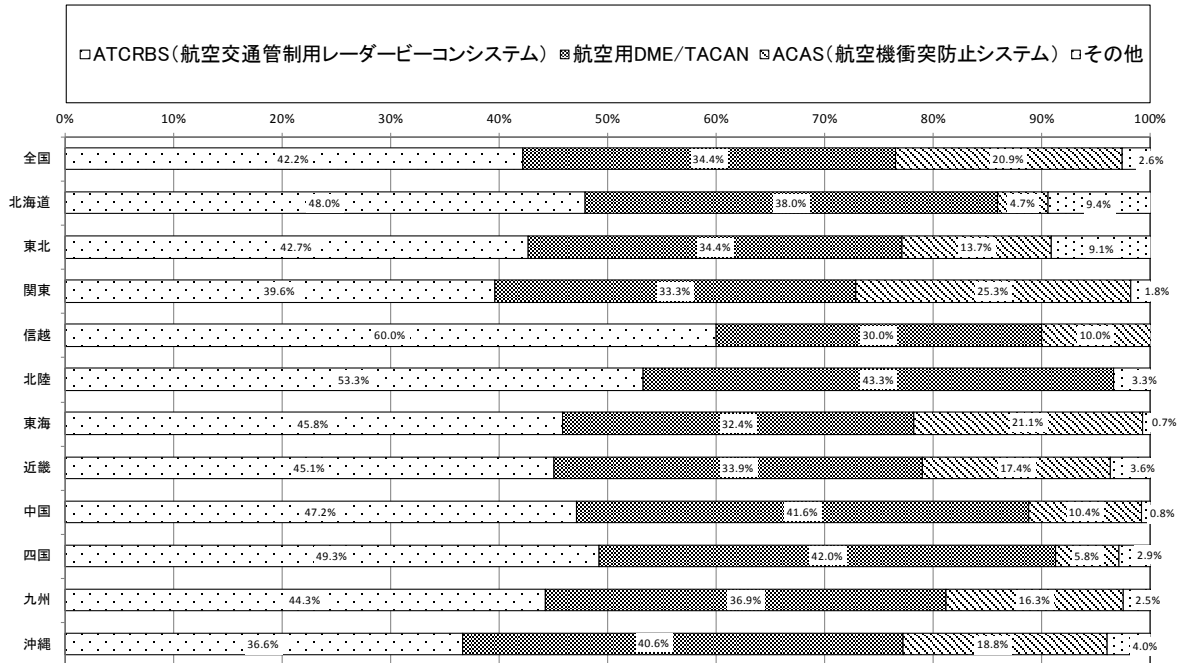 □ATCRBS(航空交通管制用レーダービーコンシステム) 航空用DME/TACAN ACAS(航空機衝突防止システム) その他
0% 10% 20% 30% 40% 50% 60% 70% 80% 90% 100%
全国 42.2% 34.4% 20.9% 2.6%
北海道 48.0% 38.0% 4.7% 9.4%
東北 42.7% 34.4% 13.7% 9.1%
関東 39.6% 33.3% 25.3% 1.8%
信越 60.0% 30.0% 10.0%
北陸 53.3% 43.3% 3.3%
東海 45.8% 32.4% 21.1% 0.7%
近畿 45.1% 33.9% 17.4% 3.6%
中国 47.2% 41.6% 10.4% 0.8%
四国 49.3% 42.0% 5.8% 2.9%
九州 44.3% 36.9% 16.3% 2.5%
沖縄 36.6% 40.6% 18.8% 4.0%